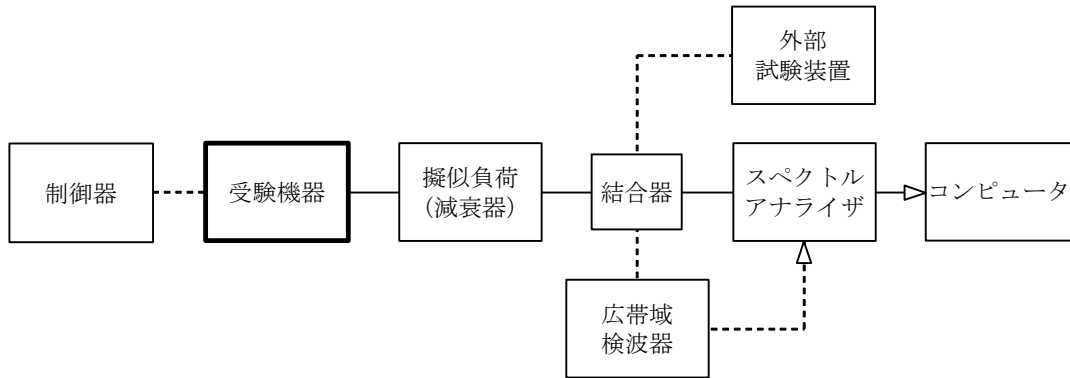 外部
試験装置
制御器
受験機器
擬似負荷
（減衰器）
結合器
スペクトル
アナライザ
コンピュータ
広帯域
検波器